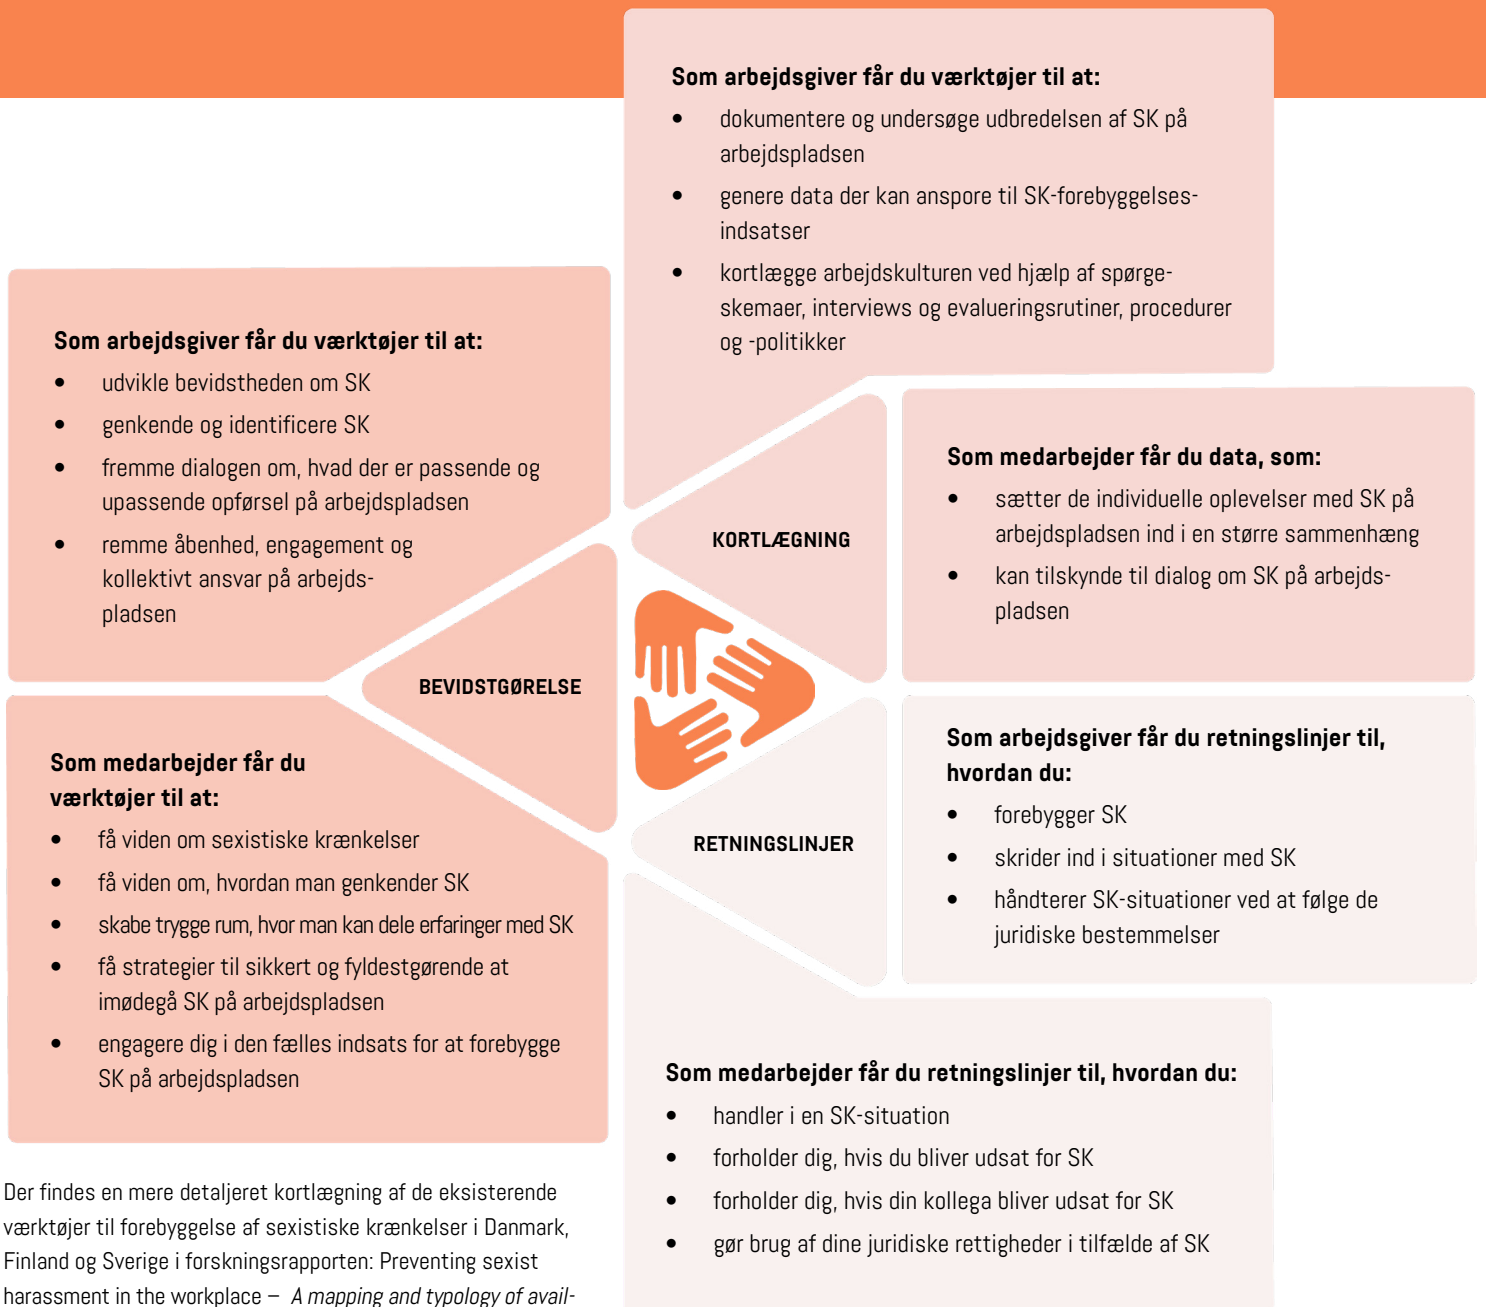 Som arbejdsgiver får du værktøjer til at:
• dokumentere og undersøge udbredelsen af SK på
arbejdspladsen
• genere data der kan anspore til SK-forebyggelses-
indsatser
• kortlægge arbejdskulturen ved hjælp af spørge-
skemaer, interviews og evalueringsrutiner, procedurer
og -politikker
Som arbejdsgiver får du værktøjer til at:
• udvikle bevidstheden om SK
• genkende og identificere SK
• fremme dialogen om, hvad der er passende og
upassende opførsel på arbejdspladsen
• remme åbenhed, engagement og
kollektivt ansvar på arbejds-
pladsen
KORTLÆGNING
Som medarbejder får du data, som:
• sætter de individuelle oplevelser med SK på
arbejdspladsen ind i en større sammenhæng
• kan tilskynde til dialog om SK på arbejds-
pladsen
BEVIDSTGØRELSE
Som medarbejder får du
værktøjer til at:
• få viden om sexistiske krænkelser
• få viden om, hvordan man genkender SK
• skabe trygge rum, hvor man kan dele erfaringer med SK
• få strategier til sikkert og fyldestgørende at
imødegå SK på arbejdspladsen
• engagere dig i den fælles indsats for at forebygge
SK på arbejdspladsen
RETNINGSLINJER
Som arbejdsgiver får du retningslinjer til,
hvordan du:
• forebygger SK
• skrider ind i situationer med SK
• håndterer SK-situationer ved at følge de
juridiske bestemmelser
Som medarbejder får du retningslinjer til, hvordan du:
• handler i en SK-situation
• forholder dig, hvis du bliver udsat for SK
• forholder dig, hvis din kollega bliver udsat for SK
• gør brug af dine juridiske rettigheder i tilfælde af SK
Der findes en mere detaljeret kortlægning af de eksisterende
værktøjer til forebyggelse af sexistiske krænkelser i Danmark,
Finland og Sverige i forskningsrapporten: Preventing sexist
harassment in the workplace – A mapping and typology of avail-